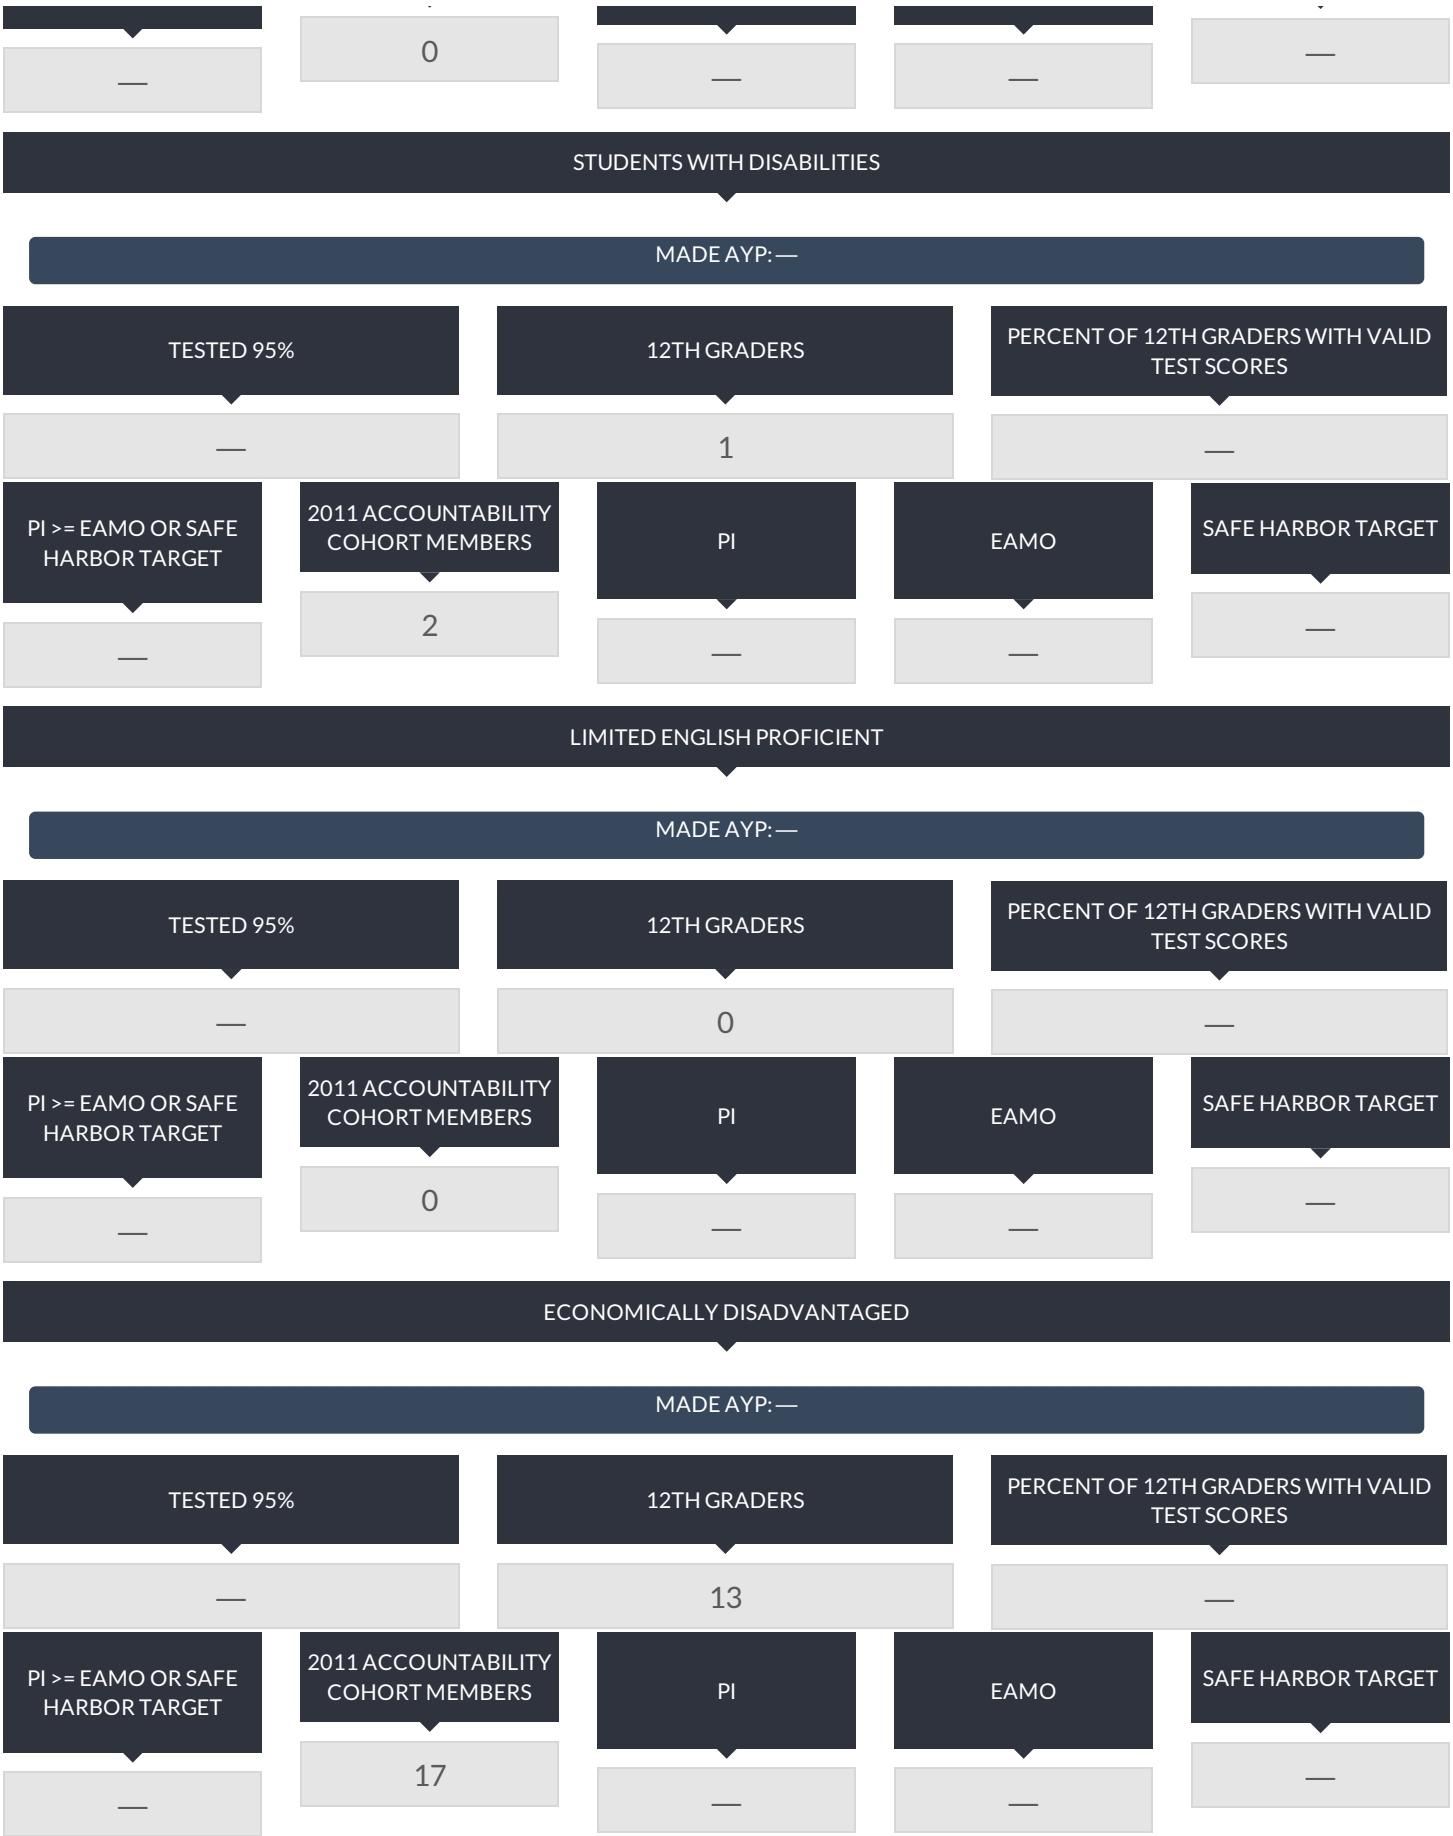 0
—
—
—
—
STUDENTS WITH DISABILITIES
MADE AYP: —
TESTED 95%
12TH GRADERS
PERCENT OF 12TH GRADERS WITH VALID
TEST SCORES
—
1
—
PI >= EAMO OR SAFE
HARBOR TARGET
2011 ACCOUNTABILITY
COHORT MEMBERS
PI
EAMO
SAFE HARBOR TARGET
—
2
—
—
—
LIMITED ENGLISH PROFICIENT
MADE AYP: —
TESTED 95%
12TH GRADERS
PERCENT OF 12TH GRADERS WITH VALID
TEST SCORES
—
0
—
PI >= EAMO OR SAFE
HARBOR TARGET
2011 ACCOUNTABILITY
COHORT MEMBERS
PI
EAMO
SAFE HARBOR TARGET
—
0
—
—
—
ECONOMICALLY DISADVANTAGED
MADE AYP: —
TESTED 95%
12TH GRADERS
PERCENT OF 12TH GRADERS WITH VALID
TEST SCORES
—
13
—
PI >= EAMO OR SAFE
HARBOR TARGET
2011 ACCOUNTABILITY
COHORT MEMBERS
PI
EAMO
SAFE HARBOR TARGET
—
17
—
—
—